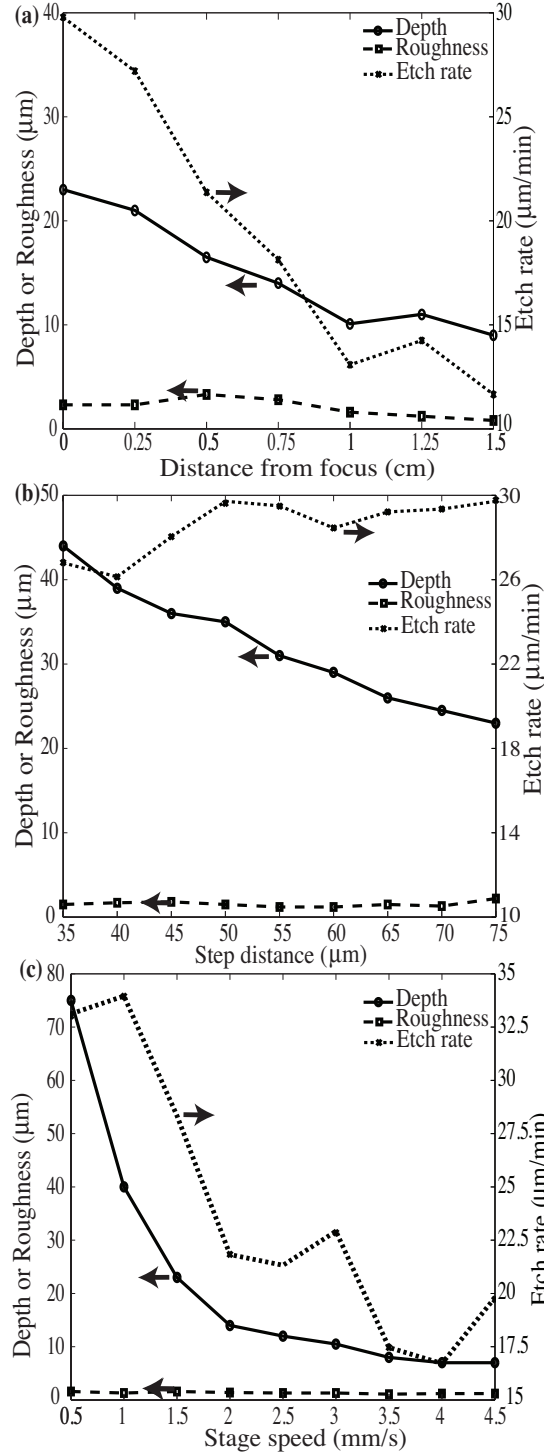 (a)
40
30
20
10
0
Depth or Roughness (μm)
30
25
20
15
10
Etch rate (μm/min)
Depth
Roughness
Etch rate
0 0.25 0.5 0.75 1 1.25 1.5
Distance from focus (cm)
(b)
50
40
30
20
10
0
Depth or Roughness (μm)
30
26
22
18
14
10
Etch rate (μm/min)
Depth
Roughness
Etch rate
35 40 45 50 55 60 65 70 75
Step distance (μm)
(c)
80
70
60
50
40
30
20
10
0
Depth or Roughness (μm)
35
32.5
30
27.5
25
22.5
20
17.5
15
Etch rate (μm/min)
Depth
Roughness
Etch rate
0.5 1 1.5 2 2.5 3 3.5 4 4.5
Stage speed (mm/s)